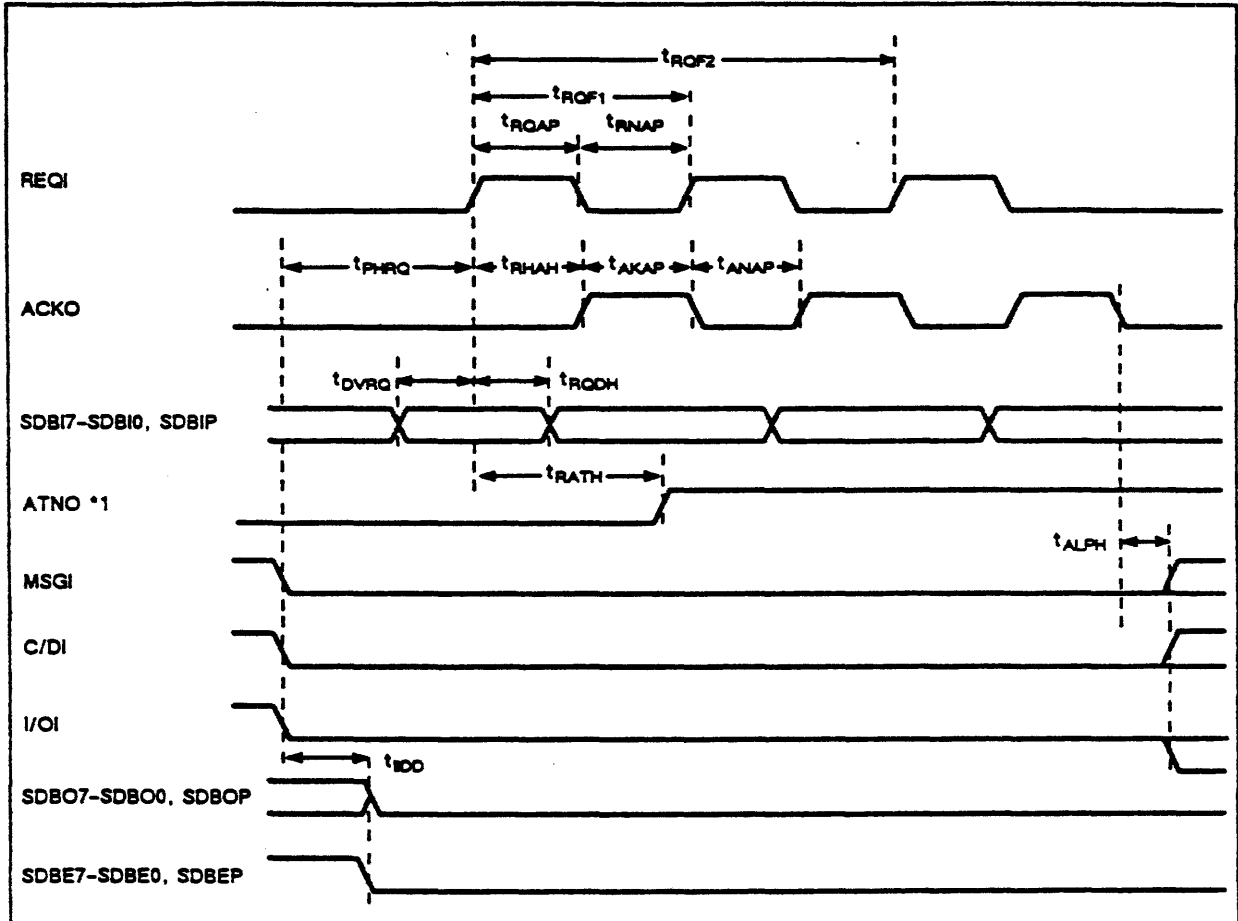 tRQF2
tRQF1
tRQAP tRNAP
REQI
tPHRQ tRHAH tAKAP tANAP
ACKO
tDVRQ tRQDH
SDBI7-SDBI0, SDBIP
tRATH
ATNO *1
tALPH
MSGI
C/DI
I/OI
tIIDD
SDBO7-SDBO0, SDBOP
SDBE7-SDBE0, SDBEP